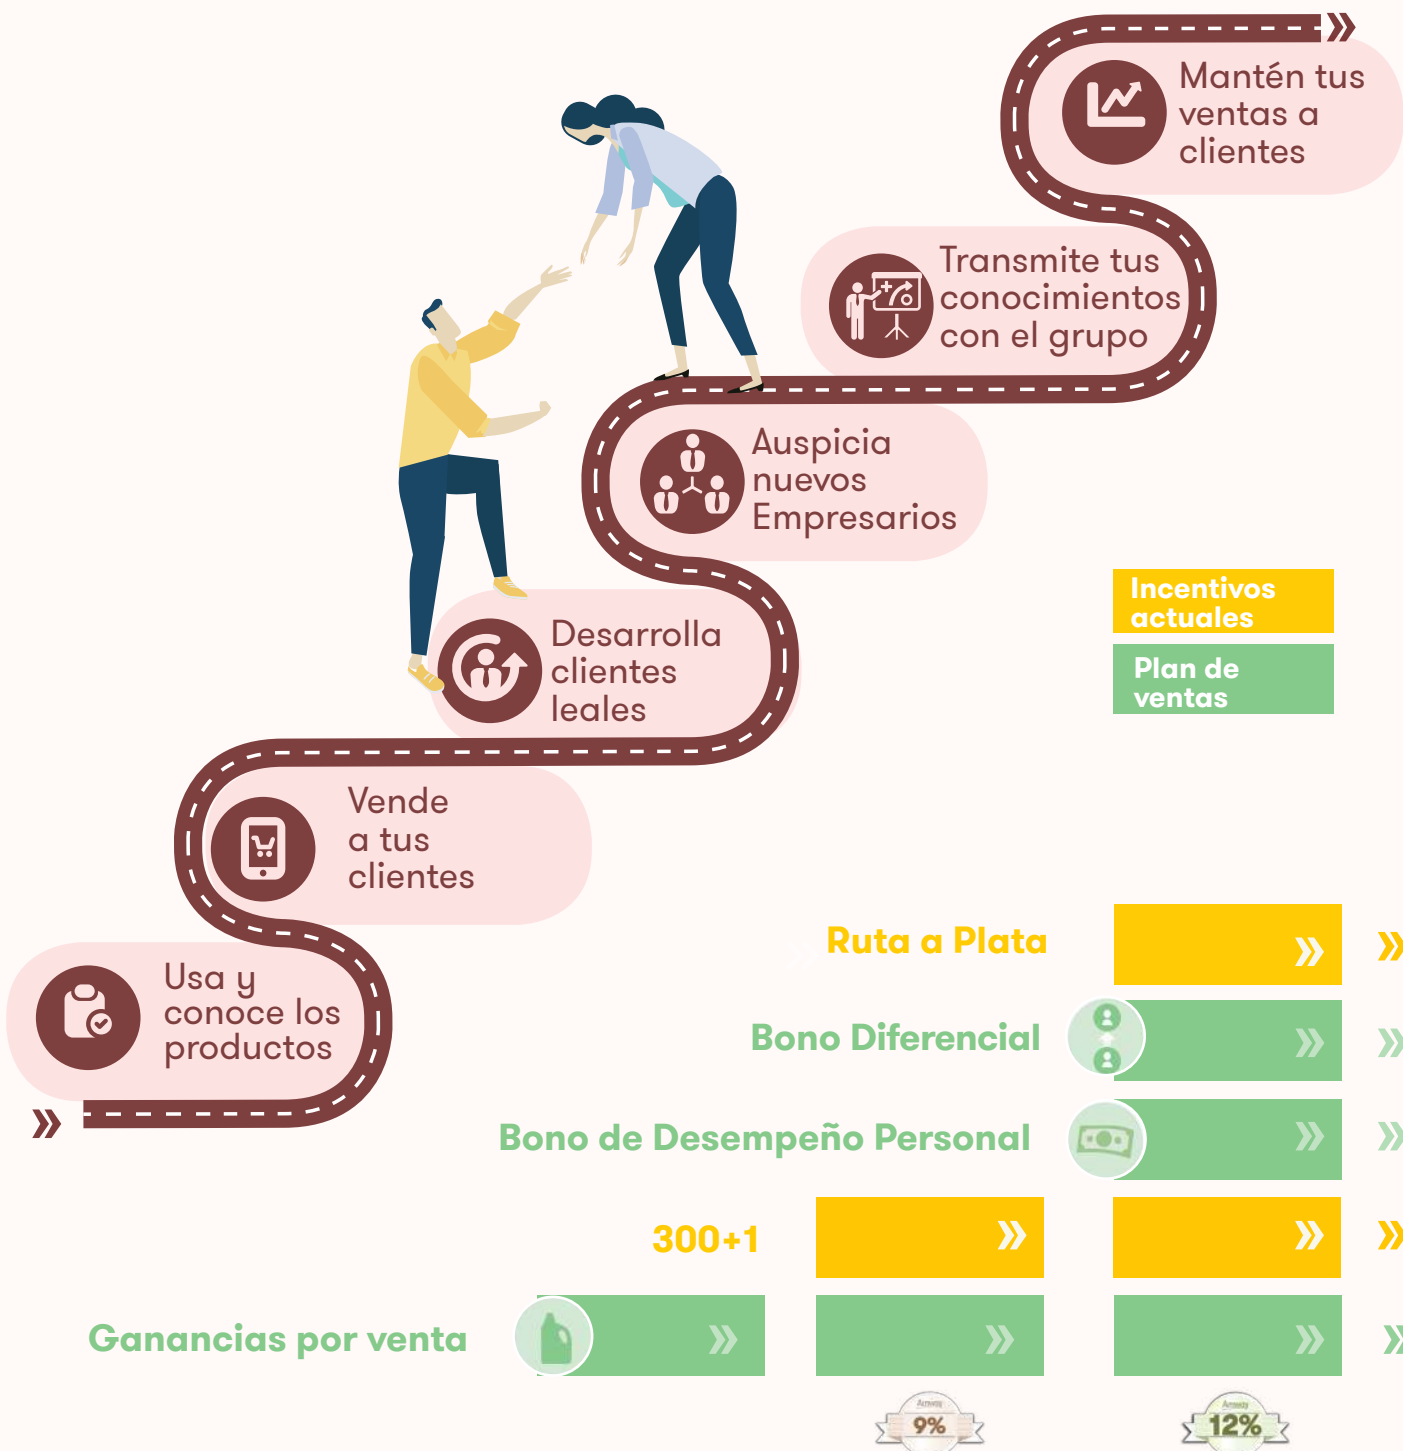 Mantén tus
ventas a
clientes
Transmite tus
conocimientos
con el grupo
Auspicia
nuevos
Empresarios
Desarrolla
clientes
leales
Vende
a tus
clientes
Usa y
conoce los
productos
Incentivos
actuales
Plan de
ventas
Ruta a Plata
Bono Diferencial
Bono de Desempeño Personal
300+1
Ganancias por venta
Amway
9%
Amway
12%